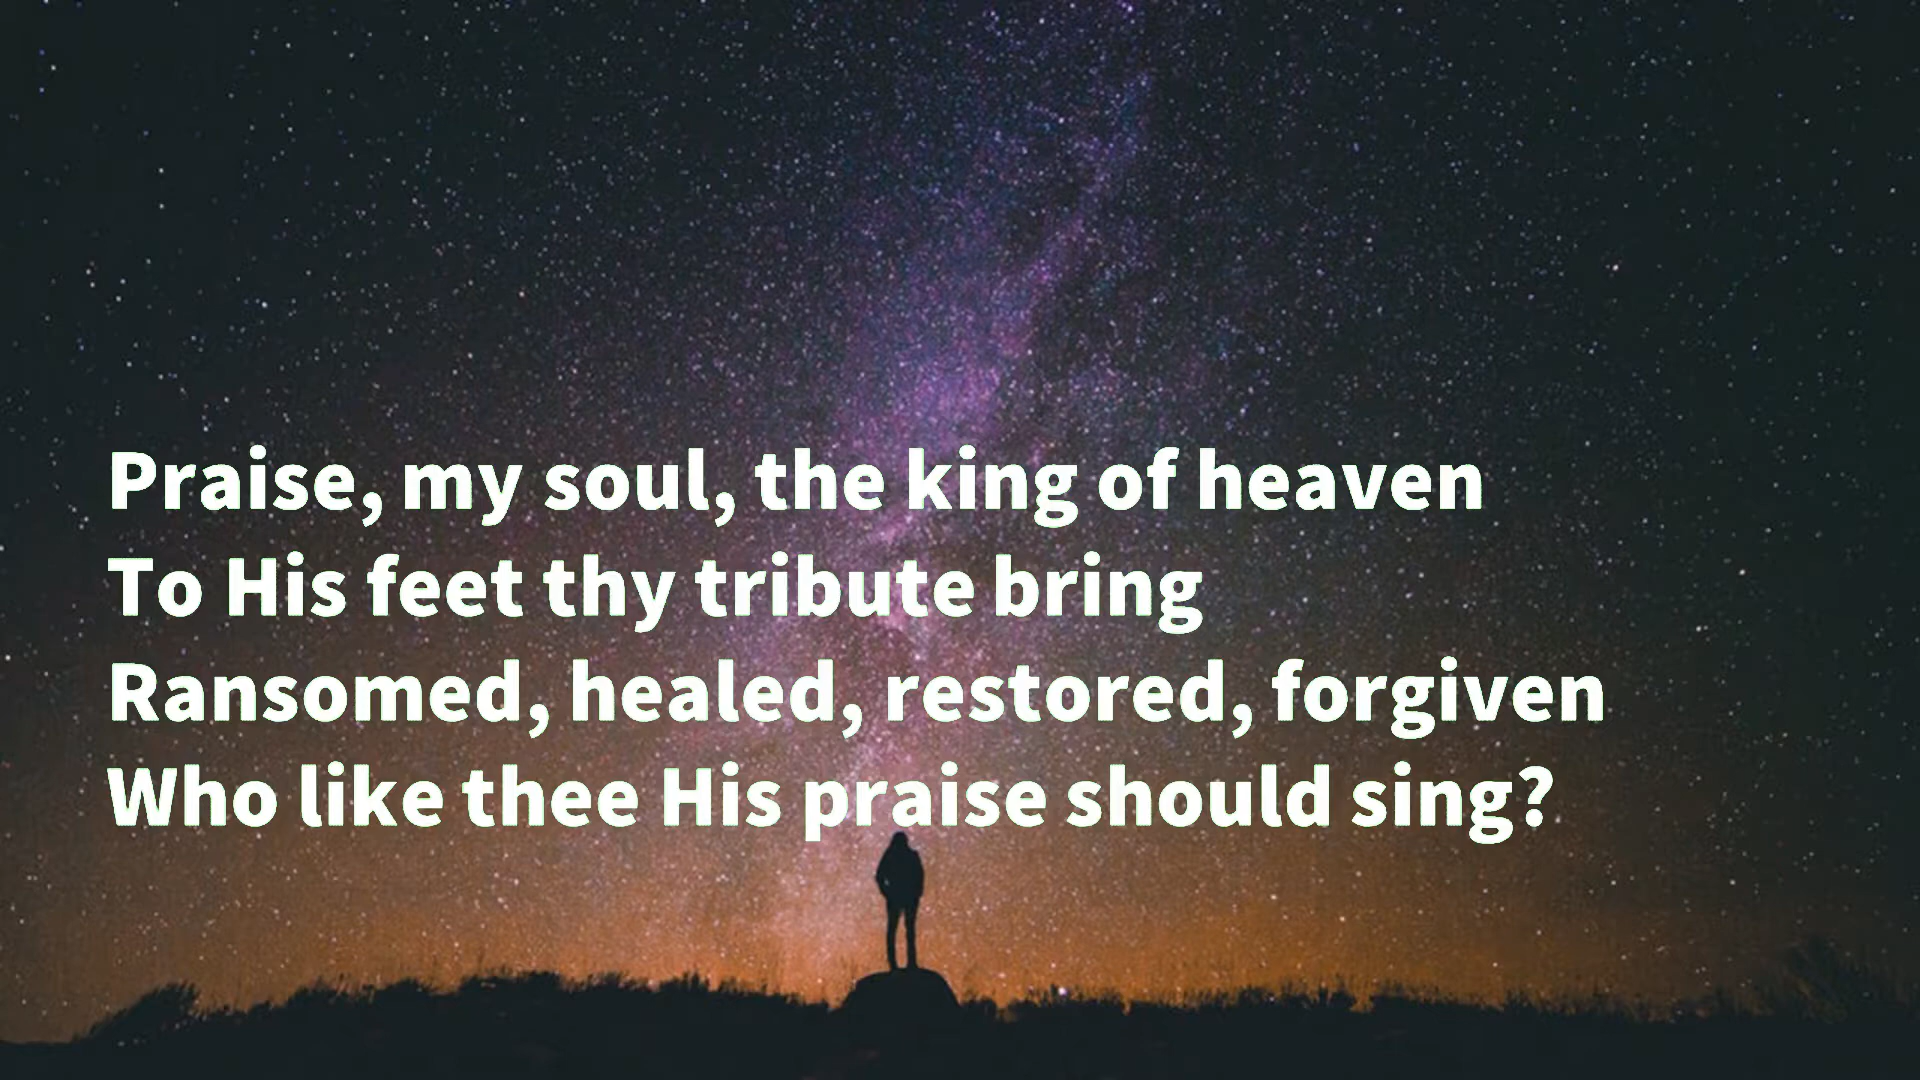 Praise, my soul, the king of heaven
To His feet thy tribute bring
Ransomed, healed, restored, forgiven
Who like thee His praise should sing?